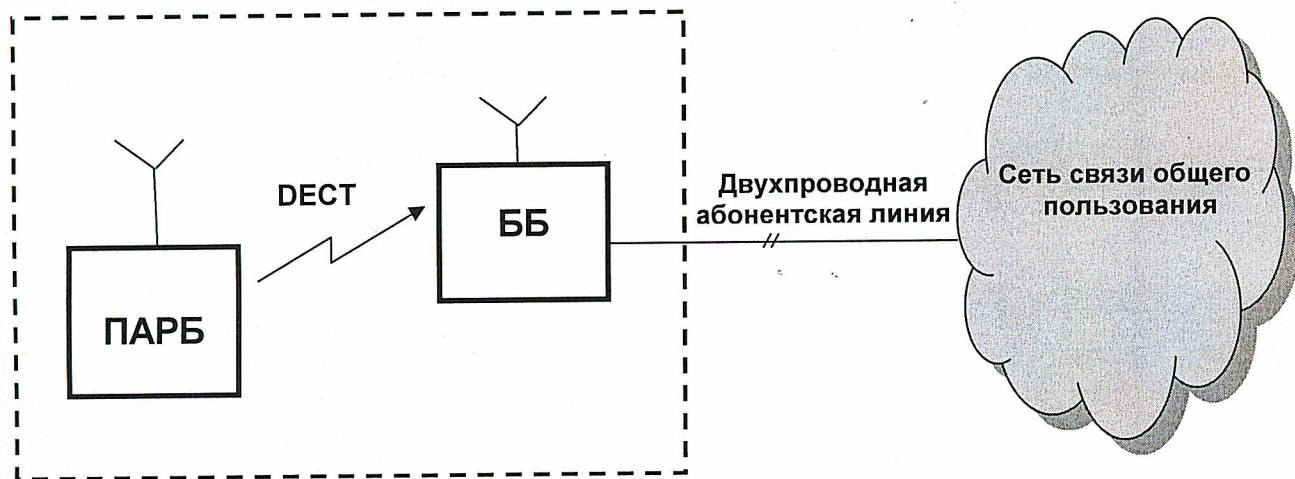 DECT
ПАРБ
ББ
Двухпроводная
абонентская линия
Сеть связи общего
пользования